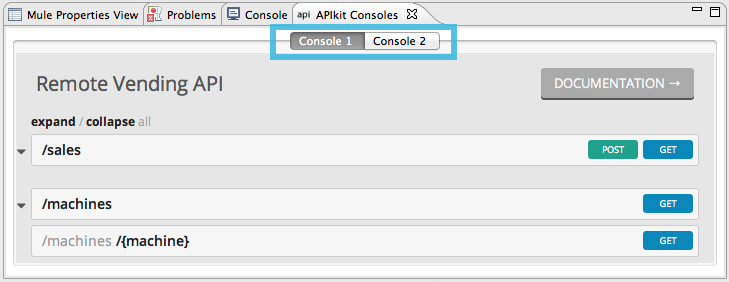 Mule Properties View Problems Console api APIkit Consoles
Console 1 Console 2
Remote Vending API DOCUMENTATION →
expand / collapse all
/sales POST GET
/machines GET
/machines /{machine} GET